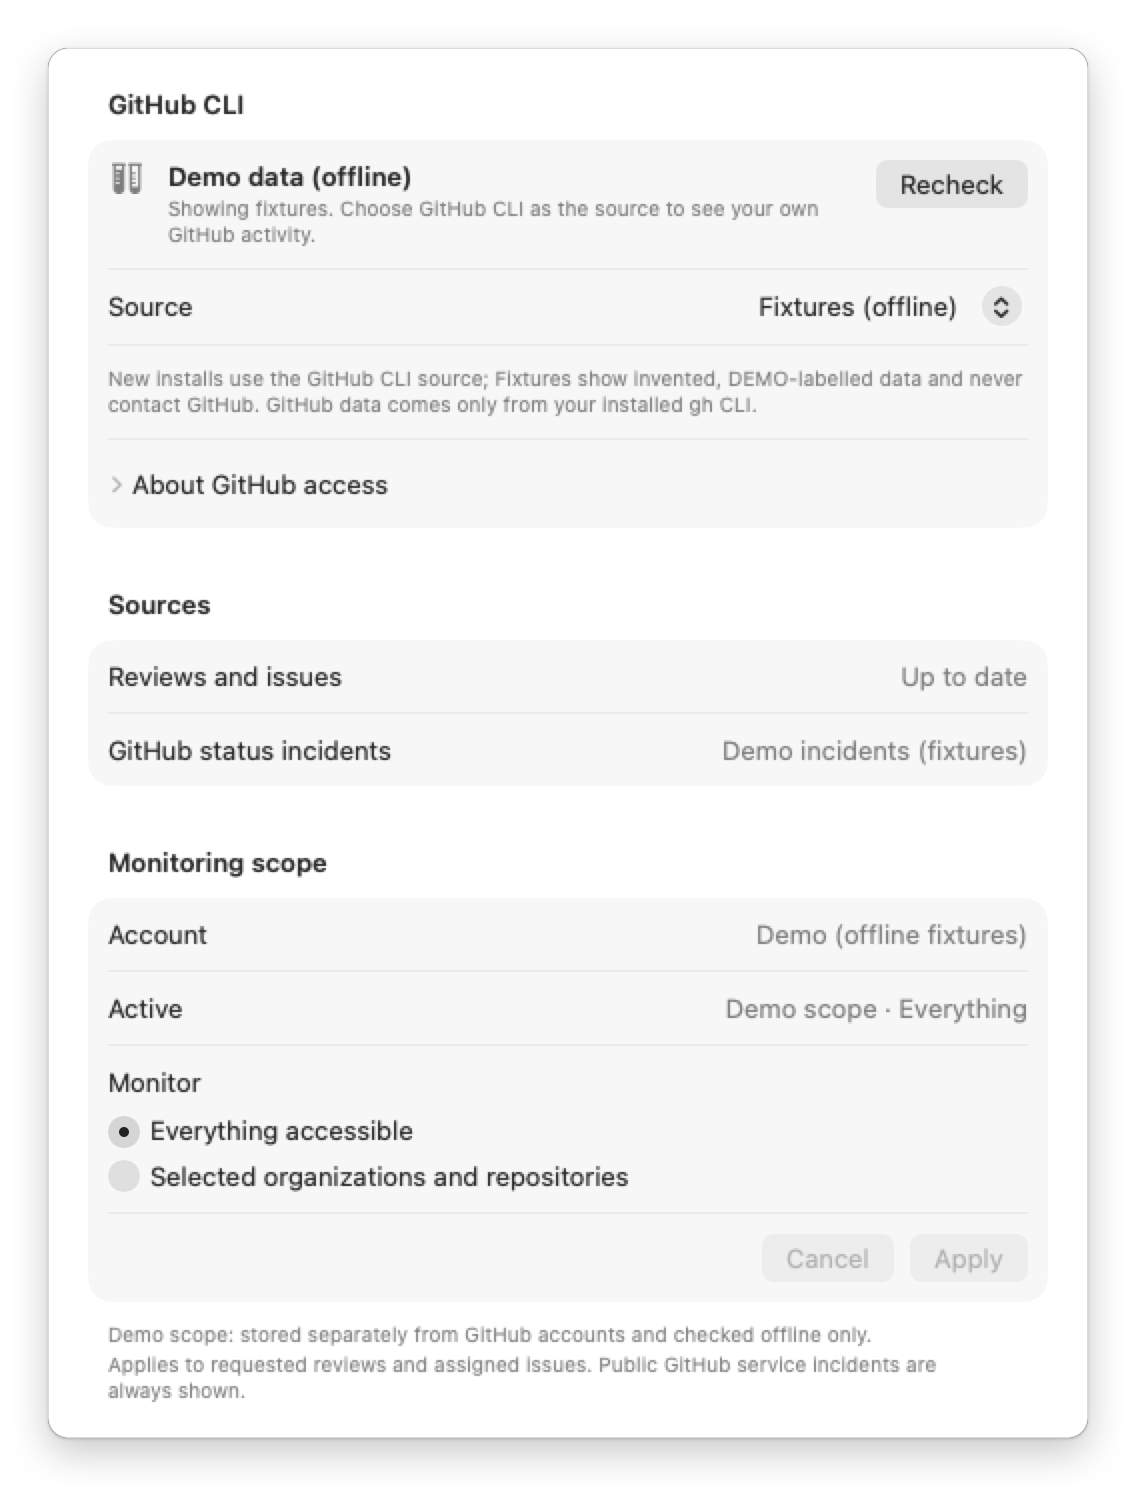 GitHub CLI
Demo data (offline)
Showing fixtures. Choose GitHub CLI as the source to see your own
GitHub activity.
Recheck
Source
Fixtures (offline)
New installs use the GitHub CLI source; Fixtures show invented, DEMO-labelled data and never
contact GitHub. GitHub data comes only from your installed gh CLI.
About GitHub access
Sources
Reviews and issues
Up to date
GitHub status incidents
Demo incidents (fixtures)
Monitoring scope
Account
Demo (offline fixtures)
Active
Demo scope · Everything
Monitor
Everything accessible
Selected organizations and repositories
Cancel
Apply
Demo scope: stored separately from GitHub accounts and checked offline only.
Applies to requested reviews and assigned issues. Public GitHub service incidents are
always shown.